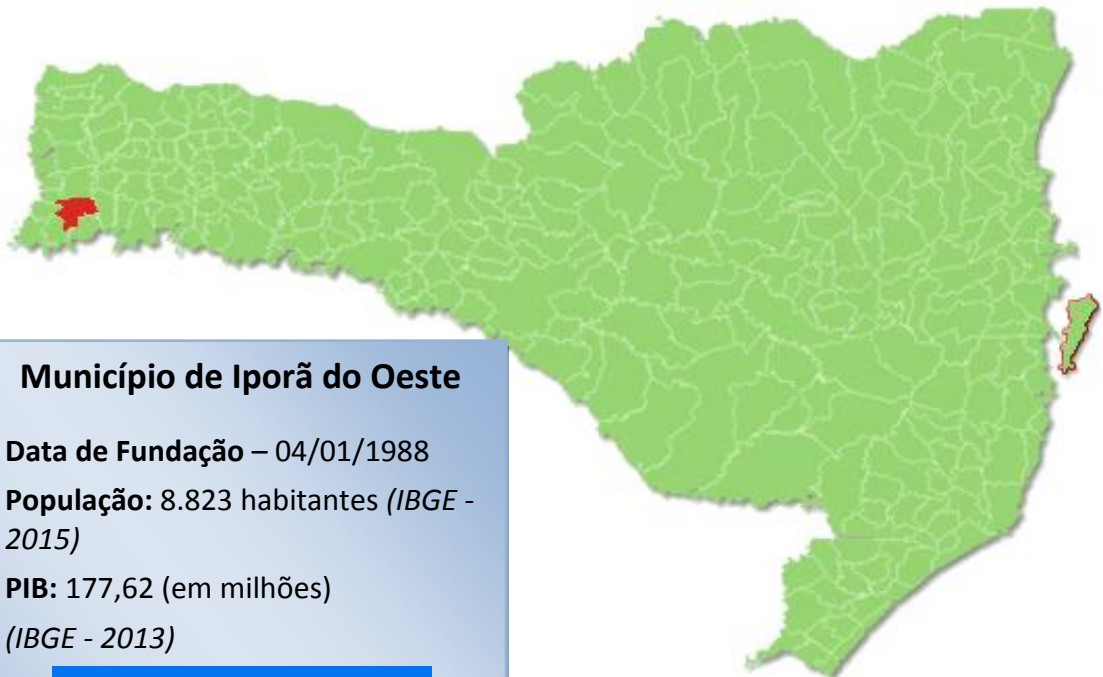 Município de Iporã do Oeste
Data de Fundação – 04/01/1988
População: 8.823 habitantes (IBGE -
2015)
PIB: 177,62 (em milhões)
(IBGE - 2013)